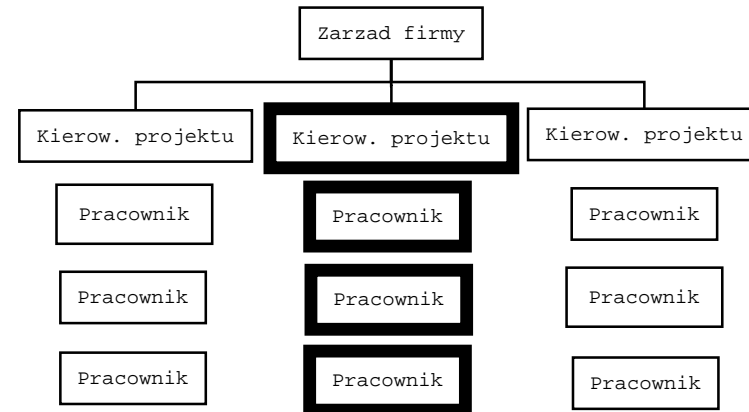 Zarzad firmy
Kierow. projektu
Kierow. projektu
Kierow. projektu
Pracownik
Pracownik
Pracownik
Pracownik
Pracownik
Pracownik
Pracownik
Pracownik
Pracownik